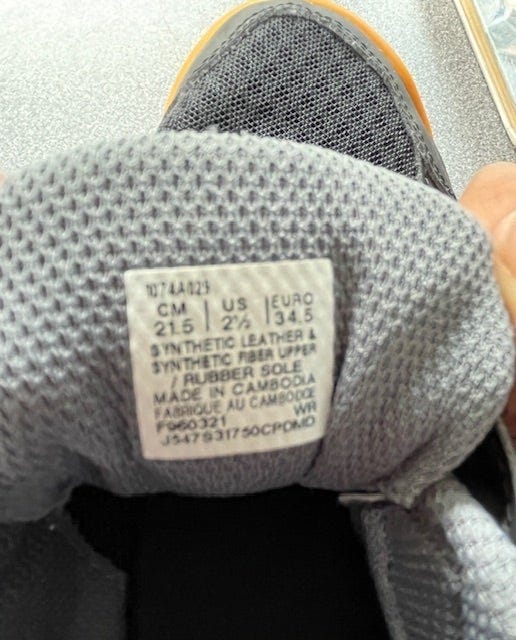 1074A029
CM | US | EURO
21.5 | 2½ | 34.5
SYNTHETIC LEATHER &
SYNTHETIC FIBER UPPER
/ RUBBER SOLE
MADE IN CAMBODIA
FABRIQUE AU CAMBODGE
F960321 WR
J547931750CPDMD